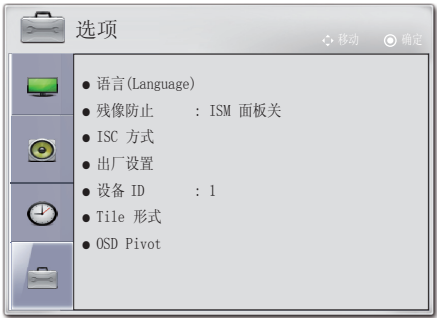 选项
移动 确定
● 语言(Language)
● 残像防止 : ISM 面板关
● ISC 方式
● 出厂设置
● 设备 ID : 1
● Tile 形式
● OSD Pivot